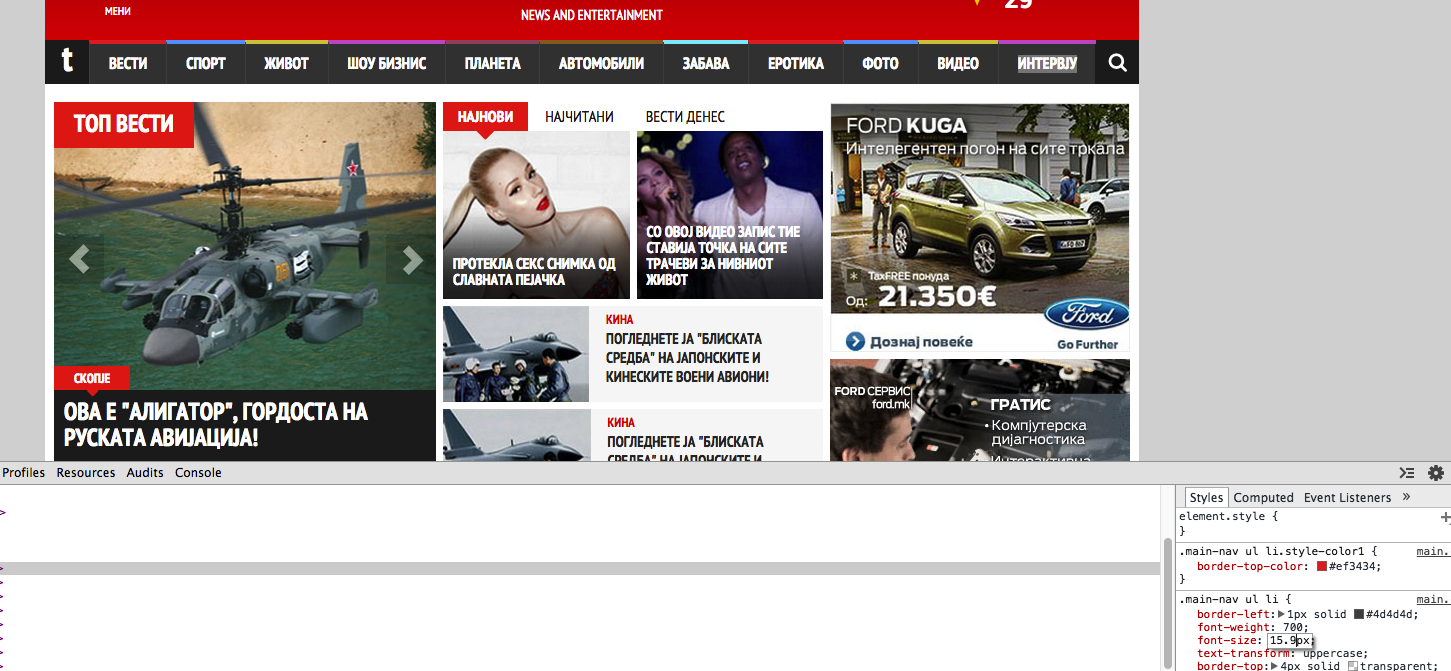 МЕНИ
NEWS AND ENTERTAINMENT
29
t ВЕСТИ СПОРТ ЖИВОТ ШОУ БИЗНИС ПЛАНЕТА АВТОМОБИЛИ ЗАБАВА ЕРОТИКА ФОТО ВИДЕО ИНТЕРВЈУ
ТОП ВЕСТИ
СКОПЈЕ
ОВА Е "АЛИГАТОР", ГОРДОСТА НА
РУСКАТА АВИЈАЦИЈА!
НАЈНОВИ НАЈЧИТАНИ ВЕСТИ ДЕНЕС
ПРОТЕКЛА СЕКС СНИМКА ОД
СЛАВНАТА ПЕЈАЧКА
СО ОВОЈ ВИДЕО ЗАПИС ТИЕ
СТАВИЈА ТОЧКА НА СИТЕ
ТРАЧЕВИ ЗА НИВНИОТ
ЖИВОТ
КИНА
ПОГЛЕДНЕТЕ ЈА "БЛИСКАТА
СРЕДБА" НА ЈАПОНСКИТЕ И
КИНЕСКИТЕ ВОЕНИ АВИОНИ!
КИНА
ПОГЛЕДНЕТЕ ЈА "БЛИСКАТА
СРЕДБА" НА ЈАПОНСКИТЕ И
FORD KUGA
Интелегентен погон на сите тркала
* TaxFREE понуда
Од: 21.350€
Ford
Дознај повеќе
Go Further
FORD СЕРВИС
ford.mk
ГРАТИС
• Компјутерска
дијагностика
• Интерактивна
Profiles Resources Audits Console
Styles Computed Event Listeners »
element.style {
}
.main-nav ul li.style-color1 { main.
border-top-color: #ef3434;
}
.main-nav ul li { main.
border-left: 1px solid #4d4d4d;
font-weight: 700;
font-size: 15.9px;
text-transform: uppercase;
border-top: 4px solid transparent;